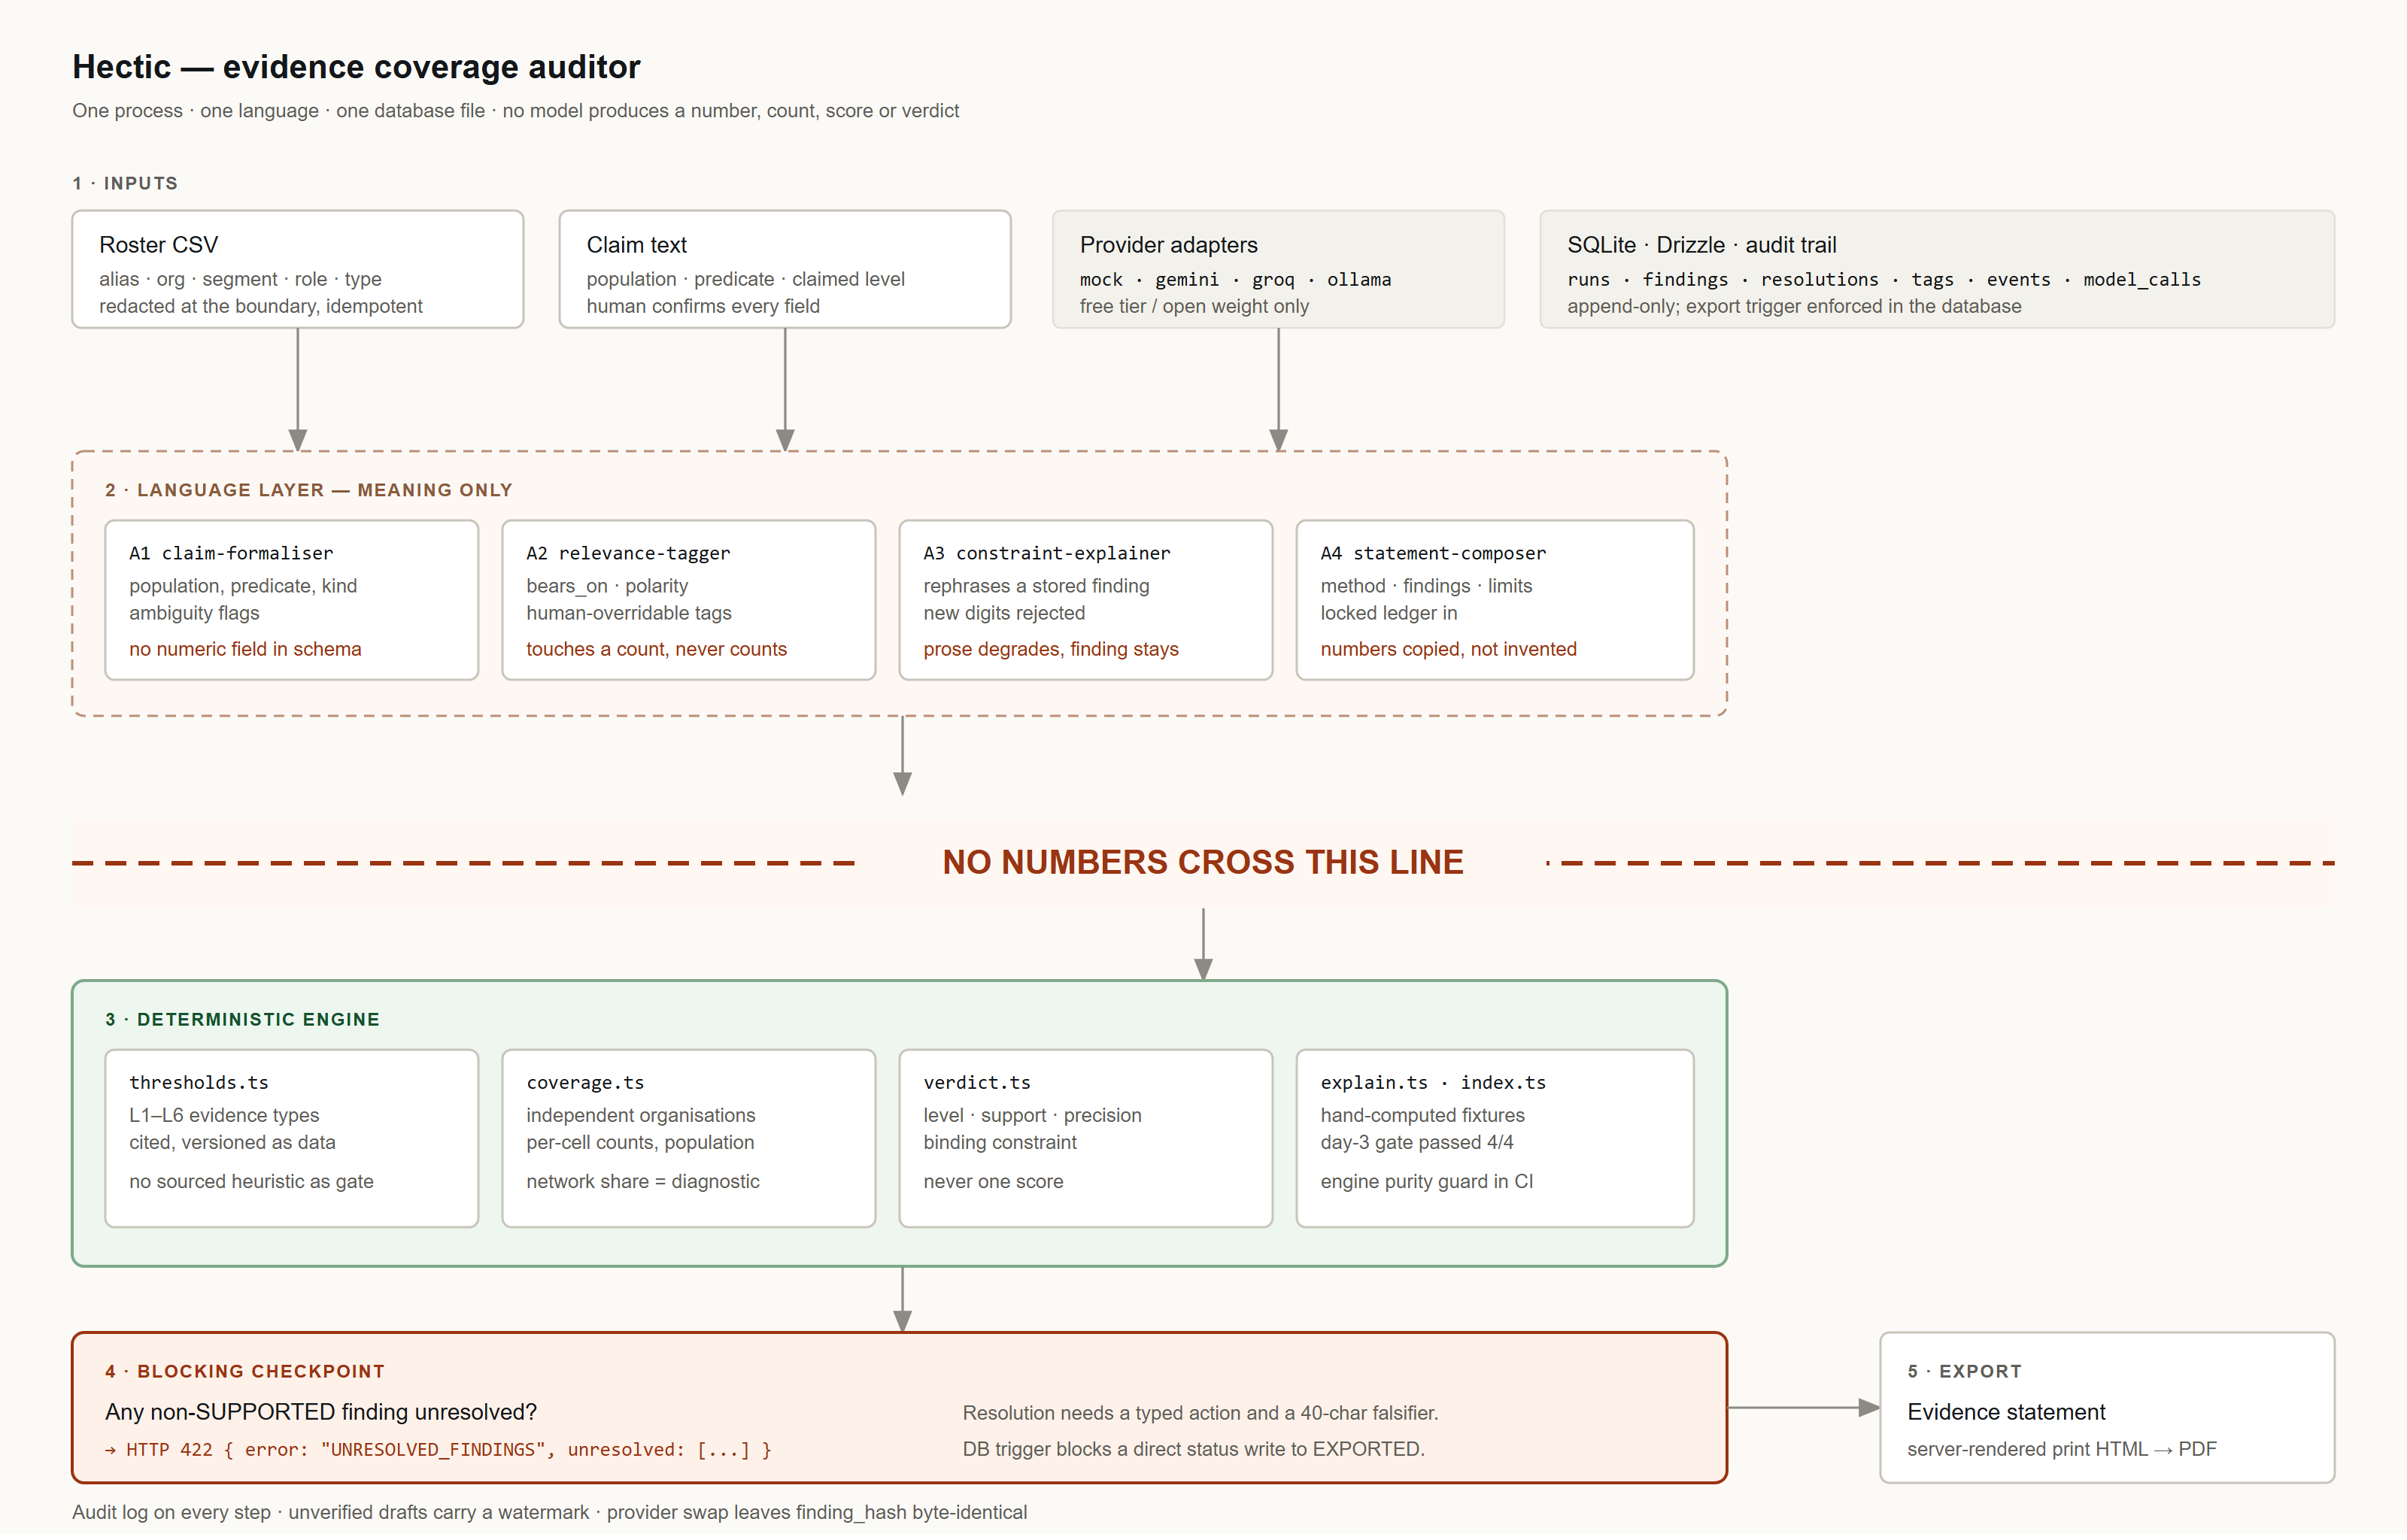 Hectic — evidence coverage auditor
One process · one language · one database file · no model produces a number, count, score or verdict
1 · INPUTS
Roster CSV
alias · org · segment · role · type
redacted at the boundary, idempotent
Claim text
population · predicate · claimed level
human confirms every field
Provider adapters
mock · gemini · groq · ollama
free tier / open weight only
SQLite · Drizzle · audit trail
runs · findings · resolutions · tags · events · model_calls
append-only; export trigger enforced in the database
2 · LANGUAGE LAYER — MEANING ONLY
A1 claim-formaliser
population, predicate, kind
ambiguity flags
no numeric field in schema
A2 relevance-tagger
bears_on · polarity
human-overridable tags
touches a count, never counts
A3 constraint-explainer
rephrases a stored finding
new digits rejected
prose degrades, finding stays
A4 statement-composer
method · findings · limits
locked ledger in
numbers copied, not invented
NO NUMBERS CROSS THIS LINE
3 · DETERMINISTIC ENGINE
thresholds.ts
L1–L6 evidence types
cited, versioned as data
no sourced heuristic as gate
coverage.ts
independent organisations
per-cell counts, population
network share = diagnostic
verdict.ts
level · support · precision
binding constraint
never one score
explain.ts · index.ts
hand-computed fixtures
day-3 gate passed 4/4
engine purity guard in CI
4 · BLOCKING CHECKPOINT
Any non-SUPPORTED finding unresolved?
→ HTTP 422 { error: "UNRESOLVED_FINDINGS", unresolved: [...] }
Resolution needs a typed action and a 40-char falsifier.
DB trigger blocks a direct status write to EXPORTED.
5 · EXPORT
Evidence statement
server-rendered print HTML → PDF
Audit log on every step · unverified drafts carry a watermark · provider swap leaves finding_hash byte-identical